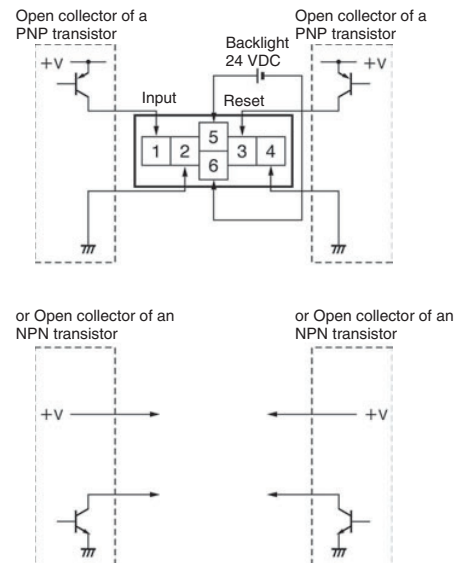 Open collector of a
PNP transistor
Open collector of a
PNP transistor
Backlight
24 VDC
+V
+V
Input
Reset
5
1 2 3 4
6
or Open collector of an
NPN transistor
or Open collector of an
NPN transistor
+V
+V